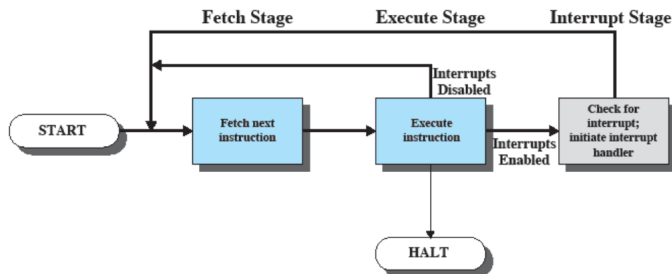 Fetch Stage
Execute Stage
Interrupt Stage
Interrupts
Disabled
START
Fetch next
instruction
Execute
instruction
Interrupts
Enabled
Check for
interrupt;
initiate interrupt
handler
HALT